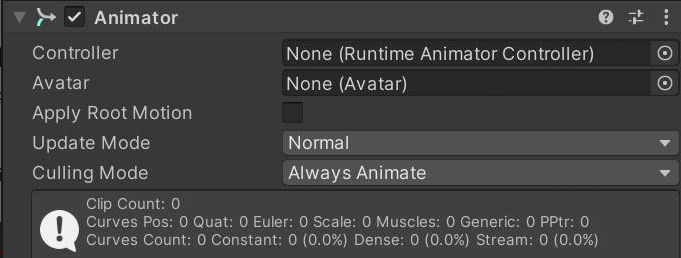 Animator
Controller None (Runtime Animator Controller)
Avatar None (Avatar)
Apply Root Motion
Update Mode Normal
Culling Mode Always Animate
Clip Count: 0
Curves Pos: 0 Quat: 0 Euler: 0 Scale: 0 Muscles: 0 Generic: 0 PPtr: 0
Curves Count: 0 Constant: 0 (0.0%) Dense: 0 (0.0%) Stream: 0 (0.0%)